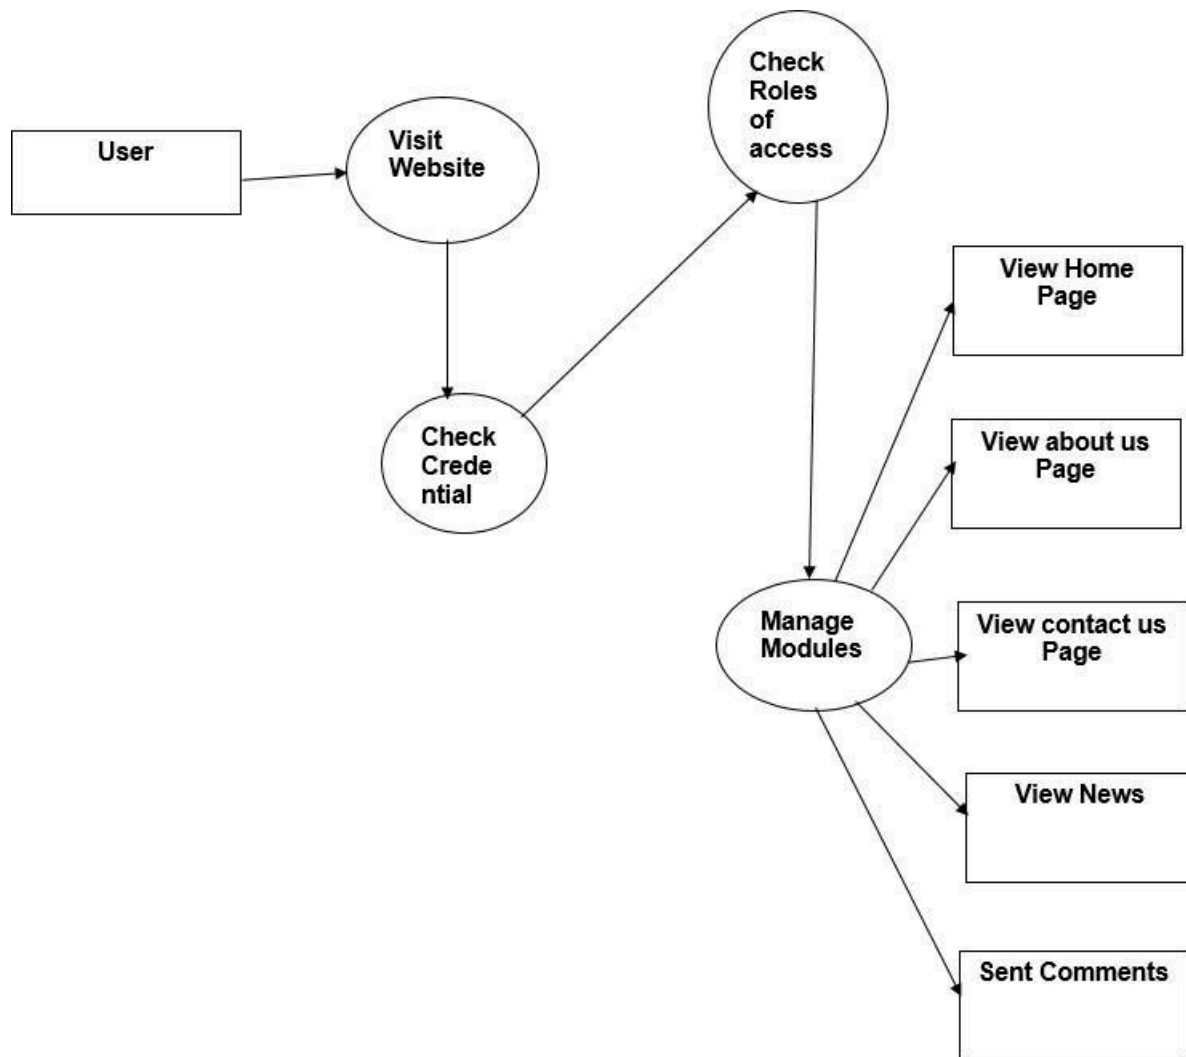 User
Visit
Website
Check
Roles
of
access
Check
Crede
ntial
Manage
Modules
View Home
Page
View about us
Page
View contact us
Page
View News
Sent Comments